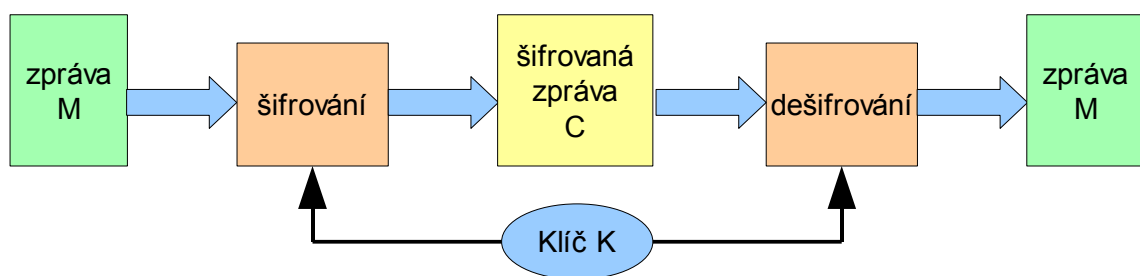 zpráva
M
šifrování
šifrovaná
zpráva
C
dešifrování
zpráva
M
Klíč K